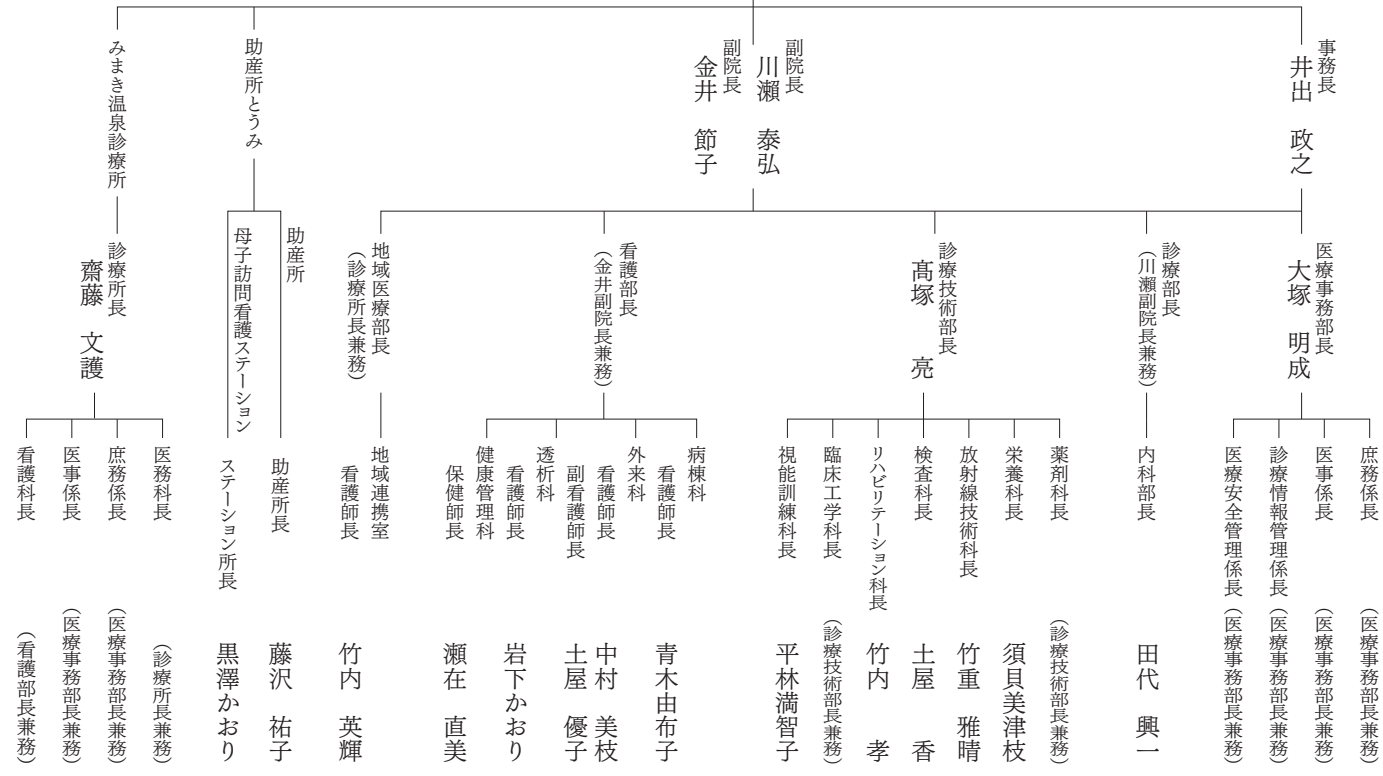 事務長
井出 政之
副院長
川瀬 泰弘
副院長
金井 節子
助産所とうみ
みまき温泉診療所
医療事務部長
大塚 明成
診療部長
（川瀬副院長兼務）
診療技術部長
髙塚 亮
看護部長
（金井副院長兼務）
地域医療部長
（診療所長兼務）
助産所
母子訪問看護ステーション
診療所長
齋藤 文護
庶務係長 （医療事務部長兼務）
医事係長 （医療事務部長兼務）
診療情報管理係長 （医療事務部長兼務）
医療安全管理係長 （医療事務部長兼務）
内科部長 田代 興一
薬剤科長 （診療技術部長兼務）
栄養科長 須貝美津枝
放射線技術科長 竹重 雅晴
検査科長 土屋 香
リハビリテーション科長 竹内 孝
臨床工学科長 （診療技術部長兼務）
視能訓練科長 平林満智子
病棟科
看護師長 青木由布子
外来科
看護師長 中村 美枝
副看護師長 土屋 優子
透析科
看護師長 岩下かおり
健康管理科
保健師長 瀬在 直美
地域連携室
看護師長 竹内 英輝
助産所長 藤沢 祐子
ステーション所長 黒澤かおり
医務科長 （診療所長兼務）
庶務係長 （医療事務部長兼務）
医事係長 （医療事務部長兼務）
看護科長 （看護部長兼務）